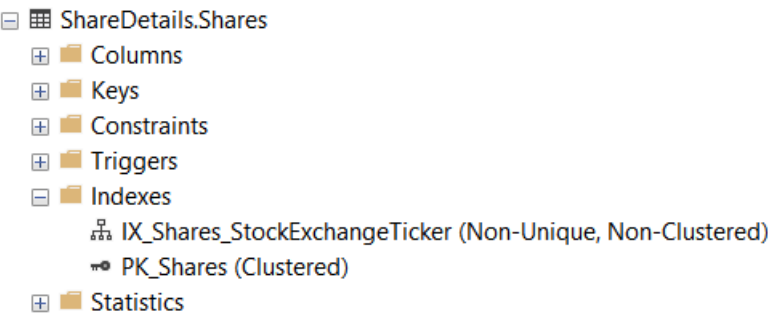 ShareDetails.Shares
Columns
Keys
Constraints
Triggers
Indexes
IX_Shares_StockExchangeTicker (Non-Unique, Non-Clustered)
PK_Shares (Clustered)
Statistics